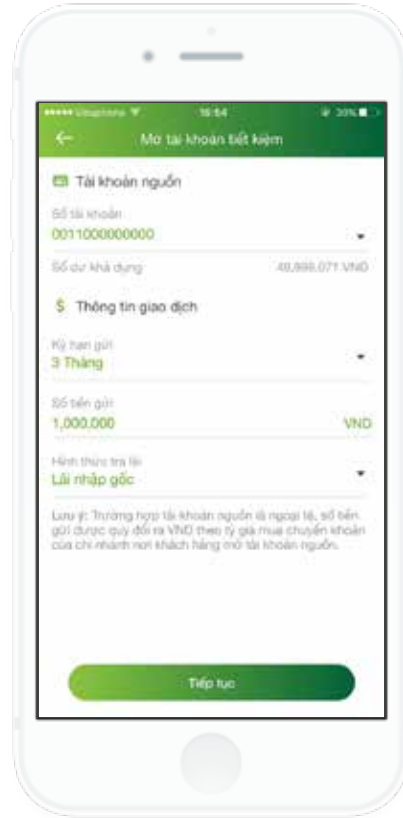 16:54
Mở tài khoản tiết kiệm
Tài khoản nguồn
Số tài khoản
0011000000000
Số dư khả dụng VND
$ Thông tin giao dịch
Kỳ hạn gửi
3 Tháng
Số tiền gửi
1,000,000 VND
Hình thức trả lãi
Lãi nhập gốc
Lưu ý: Trường hợp tài khoản nguồn là ngoại tệ, số tiền
gửi được quy đổi ra VND theo tỷ giá mua chuyển khoản
của chi nhánh nơi khách hàng mở tài khoản nguồn.
Tiếp tục